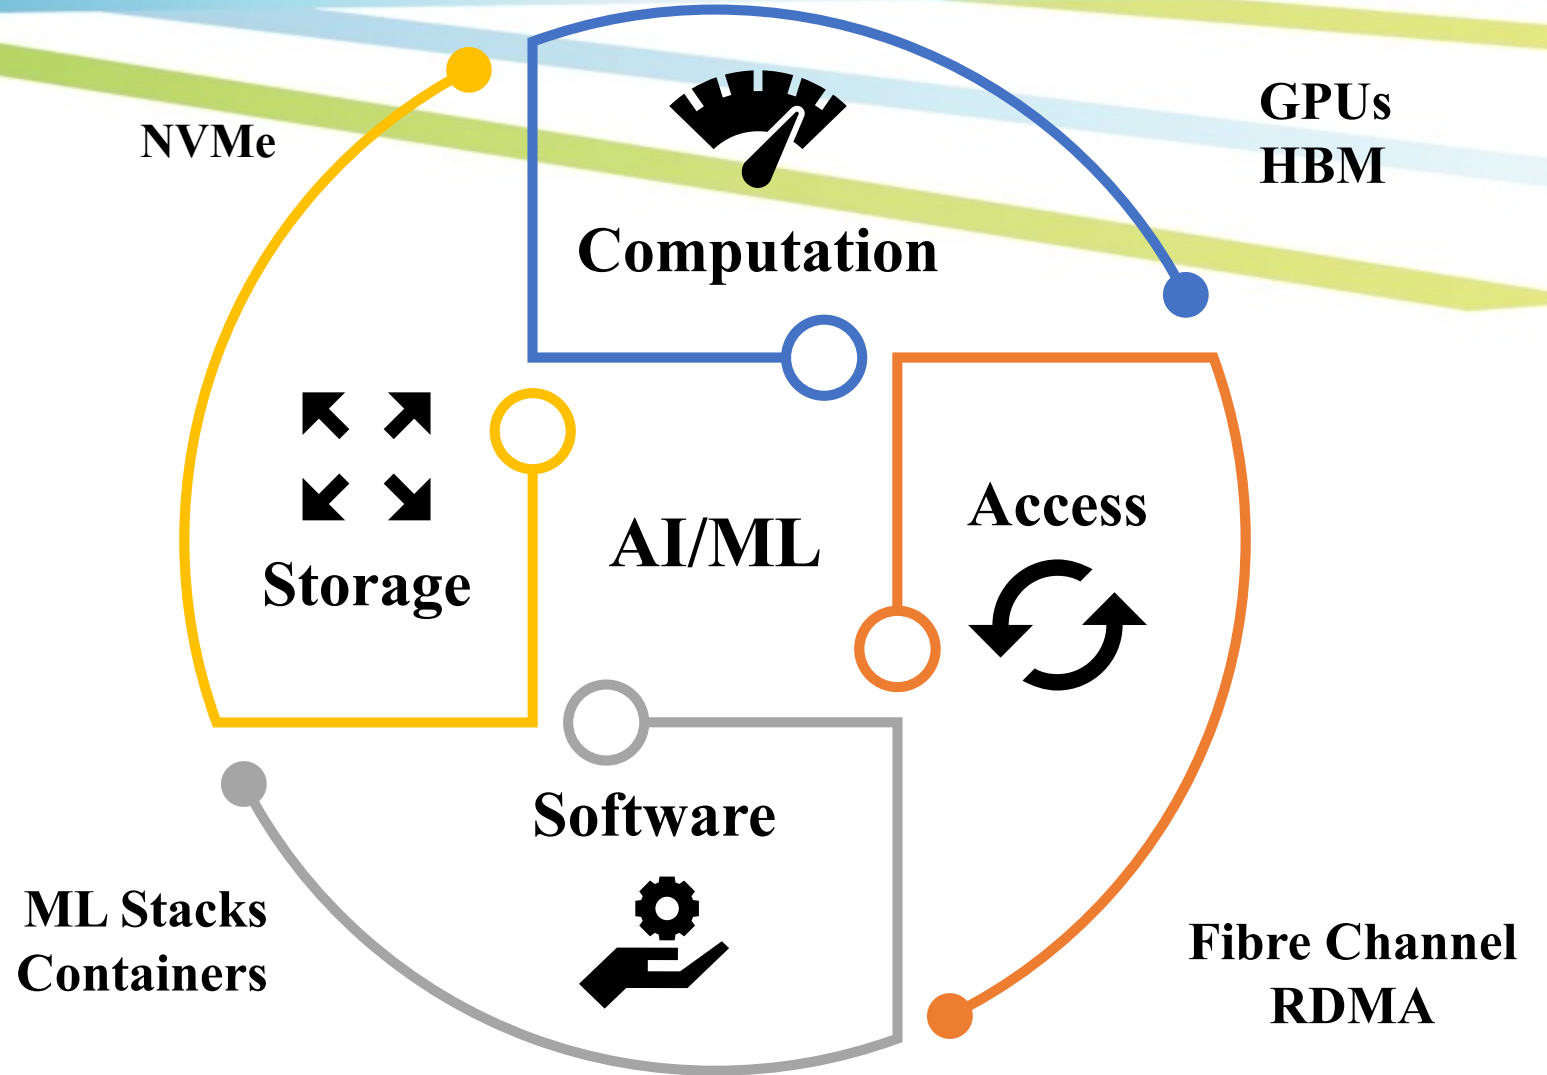 NVMe
GPUs
HBM
Computation
Access
AI/ML
Storage
Software
ML Stacks
Containers
Fibre Channel
RDMA